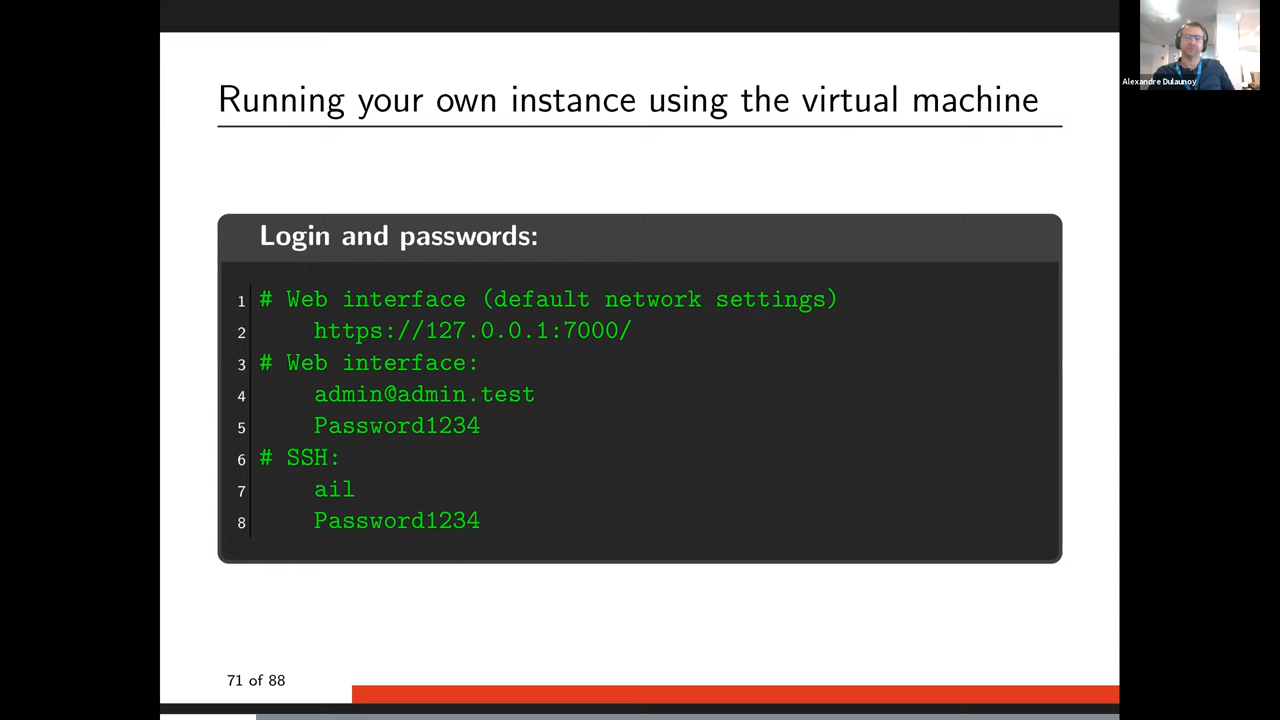 Alexandre Dulaunoy
Running your own instance using the virtual machine
Login and passwords:
1 # Web interface (default network settings)
2 https://127.0.0.1:7000/
3 # Web interface:
4 admin@admin.test
5 Password1234
6 # SSH:
7 ail
8 Password1234
71 of 88